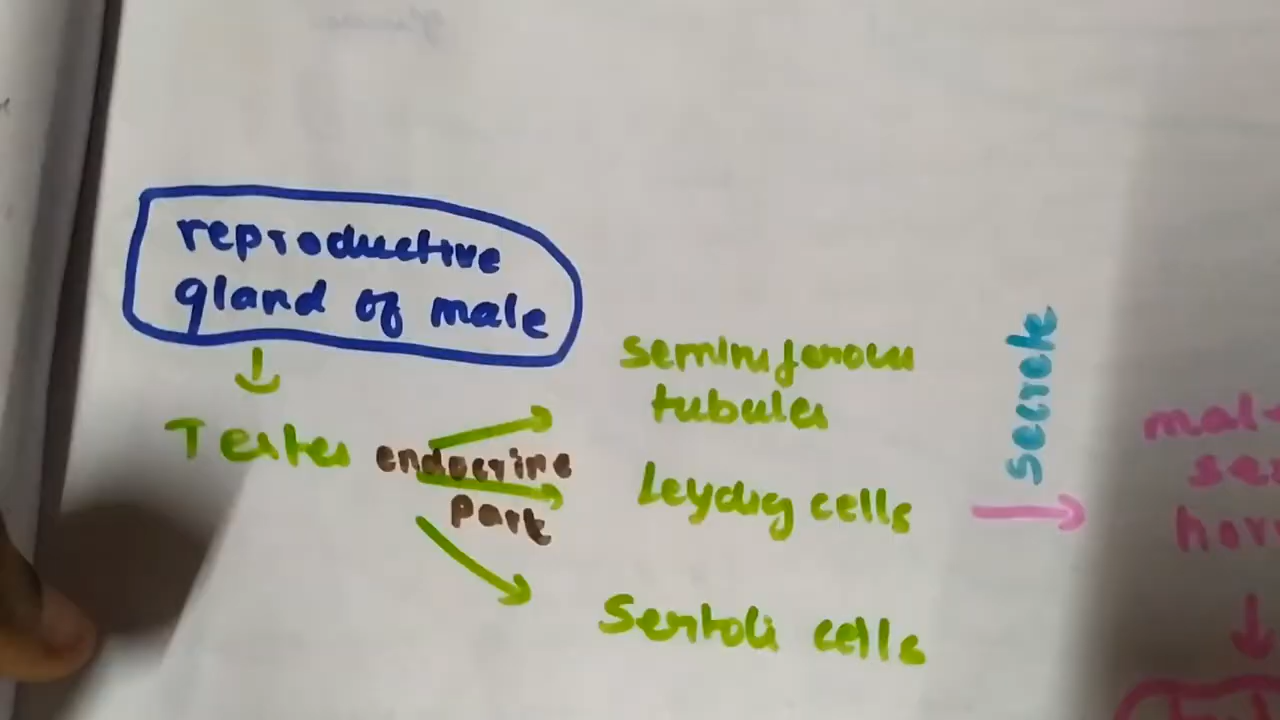 reproductive
gland of male
Testes
endocrine
part
seminiferous
tubules
Leydig cells
Sertoli cells
secrete